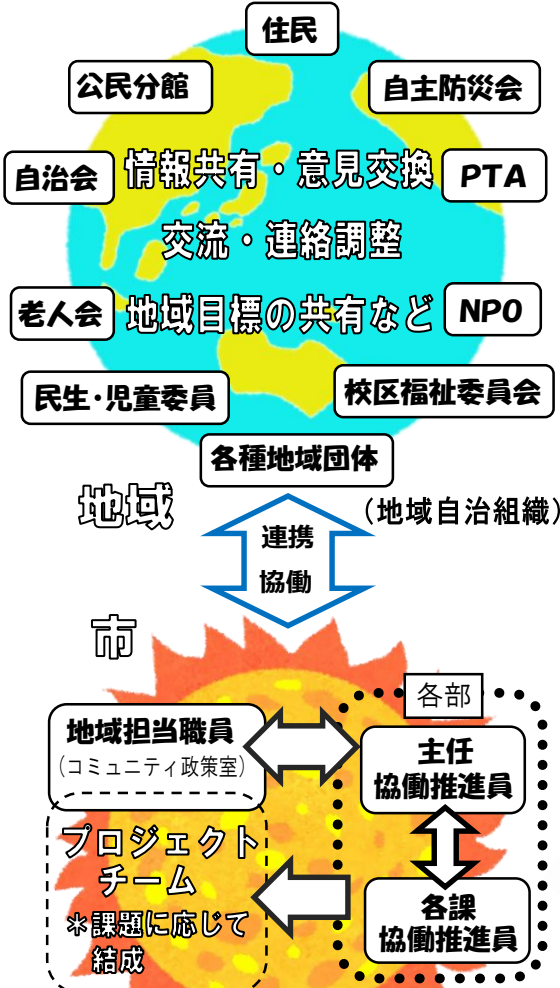 住民
公民分館
自主防災会
自治会
情報共有・意見交換
PTA
交流・連絡調整
老人会
地域目標の共有など
NPO
民生・児童委員
校区福祉委員会
各種地域団体
地域
(地域自治組織)
連携
協働
市
各部
地域担当職員
(コミュニティ政策室)
主任
協働推進員
プロジェクト
チーム
*課題に応じて
結成
各課
協働推進員